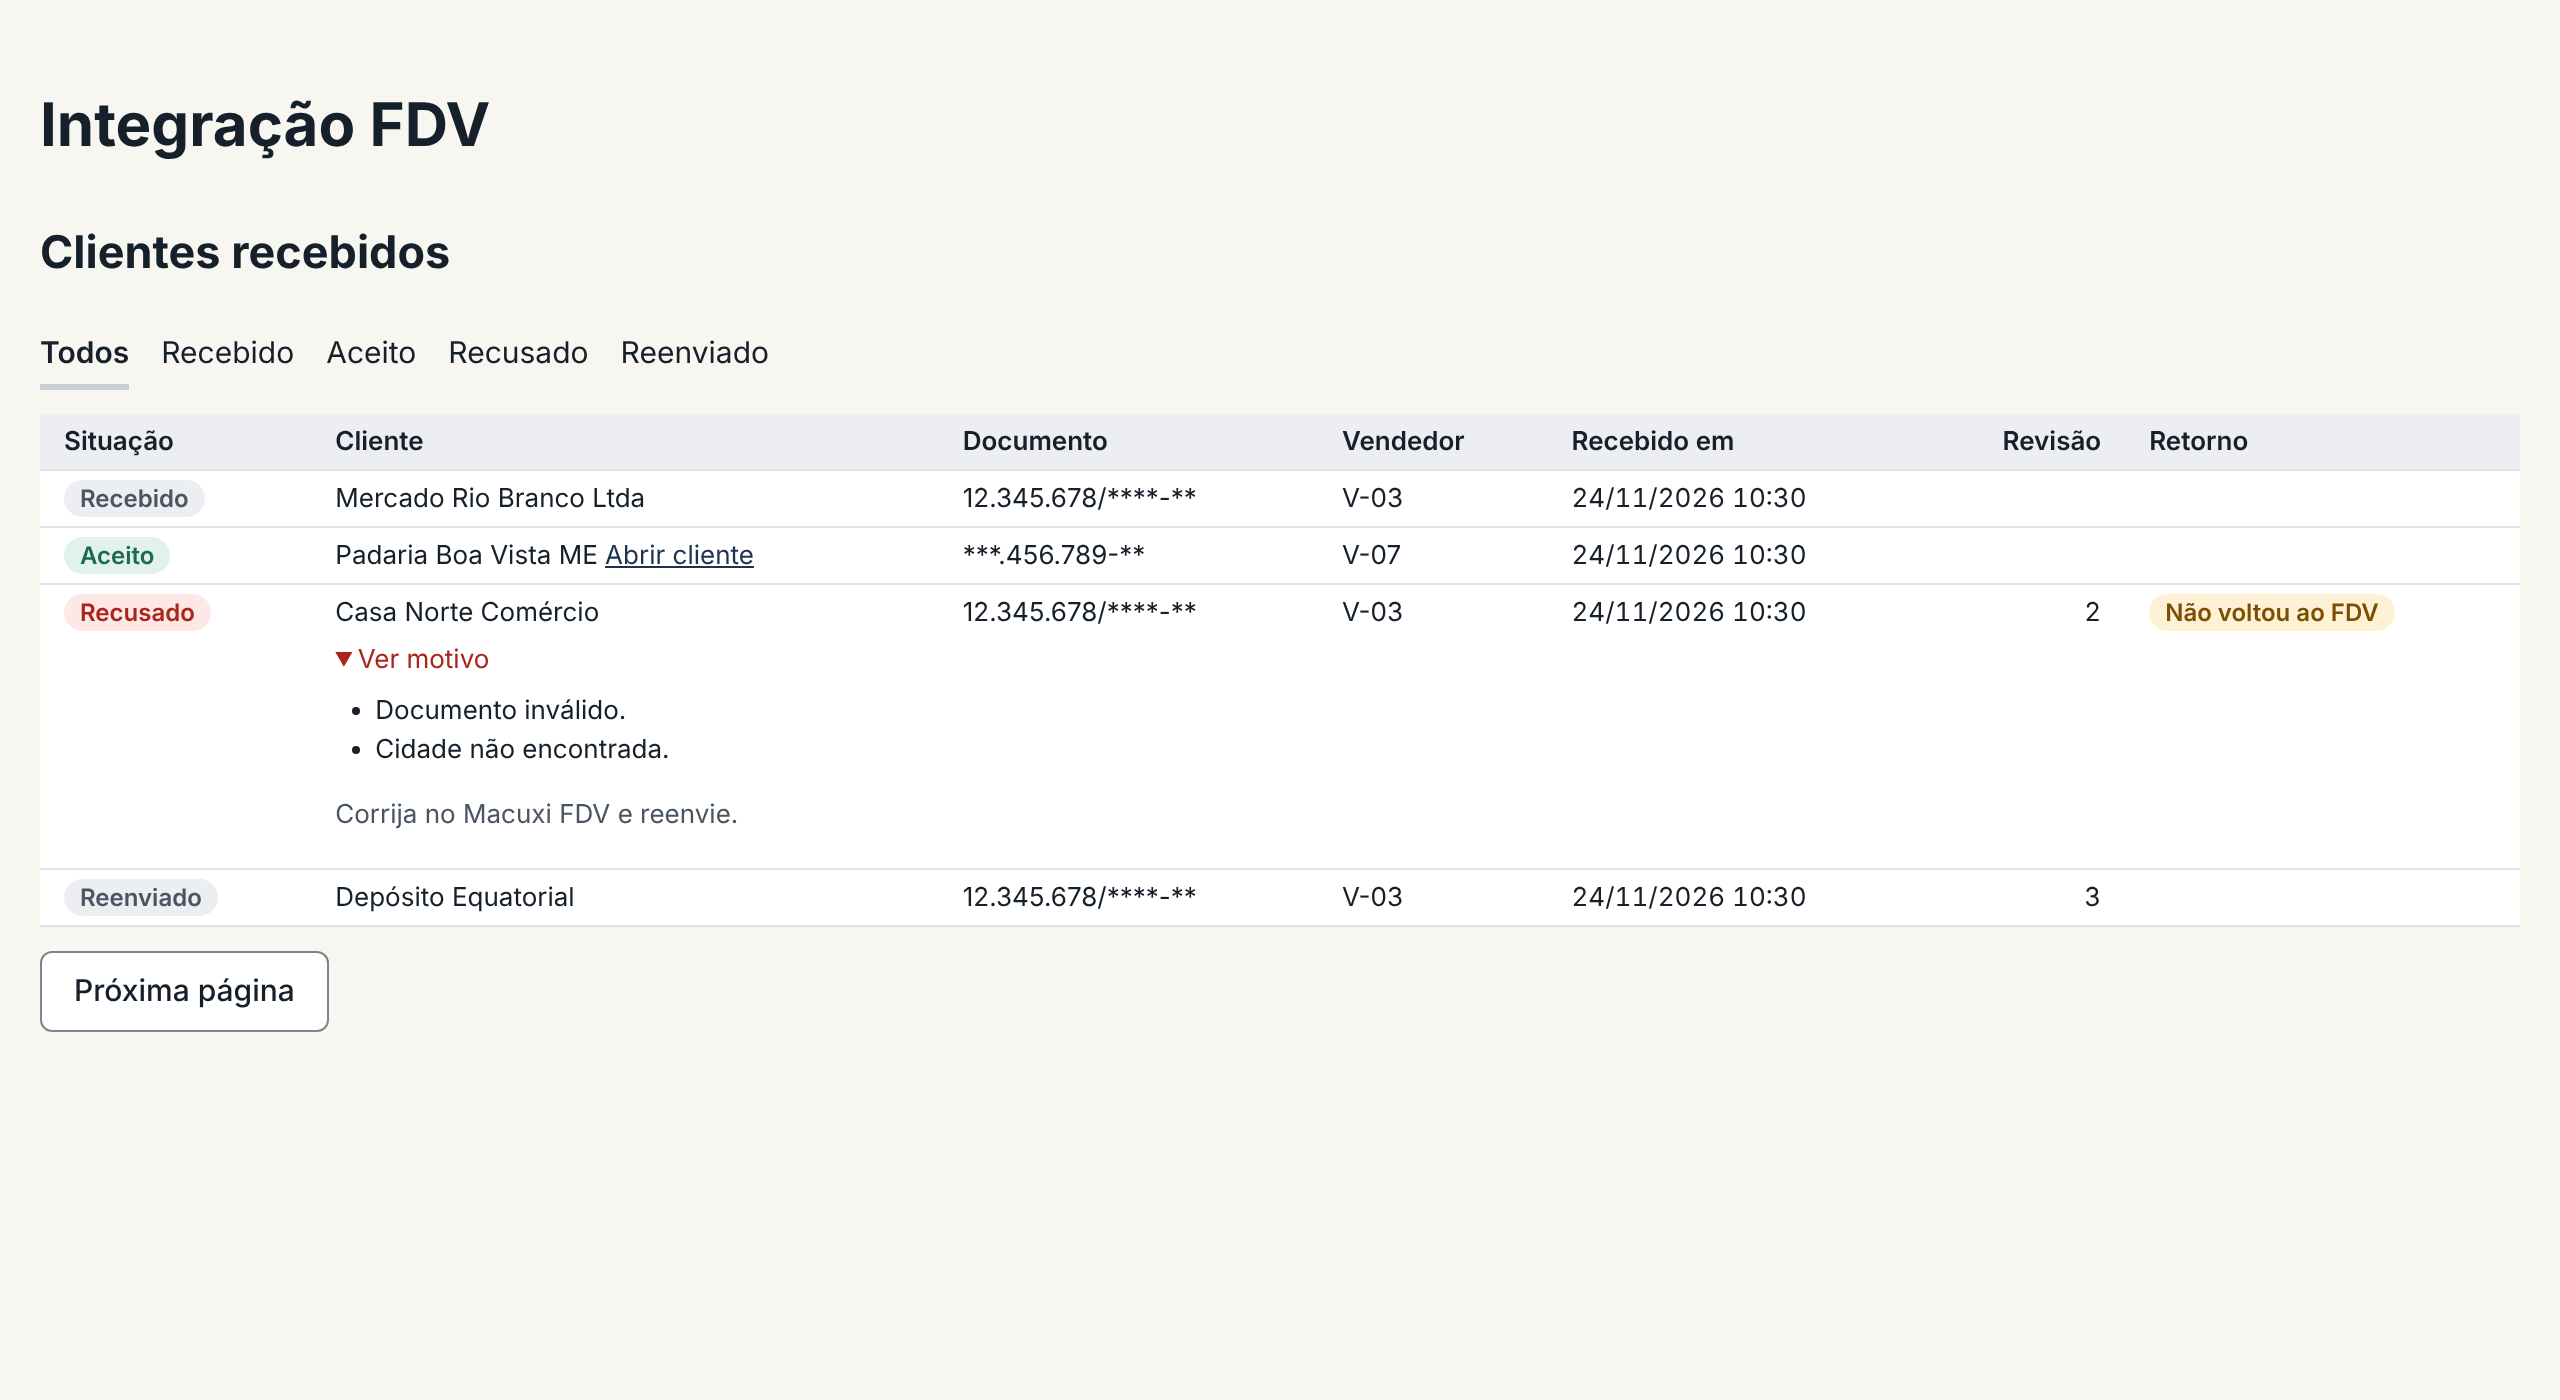 Integração FDV
Clientes recebidos
Todos Recebido Aceito Recusado Reenviado
Situação Cliente Documento Vendedor Recebido em Revisão Retorno
Recebido Mercado Rio Branco Ltda 12.345.678/****-** V-03 24/11/2026 10:30
Aceito Padaria Boa Vista ME Abrir cliente ***.456.789-** V-07 24/11/2026 10:30
Recusado Casa Norte Comércio 12.345.678/****-** V-03 24/11/2026 10:30 2 Não voltou ao FDV
▼ Ver motivo
• Documento inválido.
• Cidade não encontrada.
Corrija no Macuxi FDV e reenvie.
Reenviado Depósito Equatorial 12.345.678/****-** V-03 24/11/2026 10:30 3
Próxima página